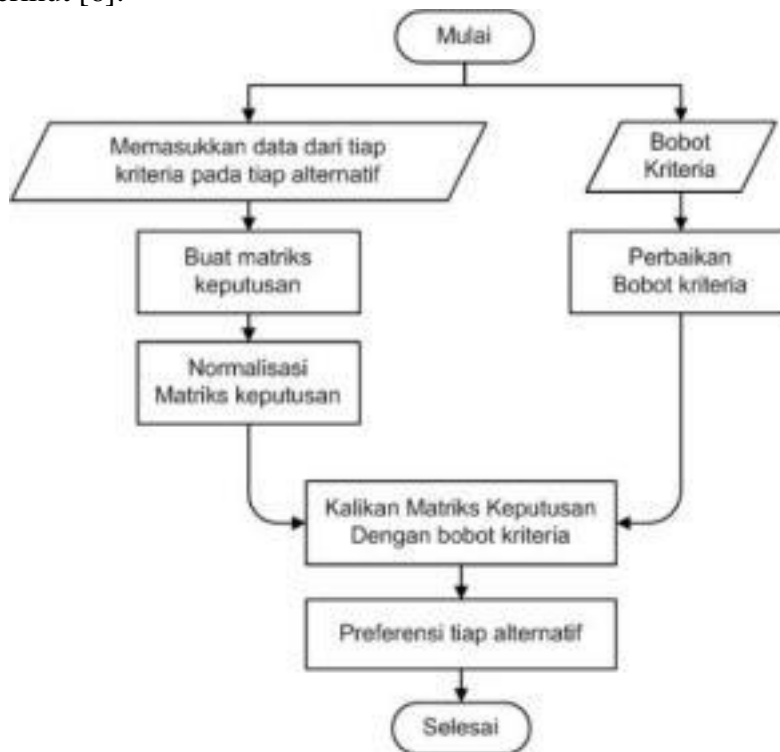 Mulai
Memasukkan data dari tiap
kriteria pada tiap alternatif
Bobot
Kriteria
Buat matriks
keputusan
Perbaikan
Bobot kriteria
Normalisasi
Matriks keputusan
Kalikan Matriks Keputusan
Dengan bobot kriteria
Preferensi tiap alternatif
Selesai